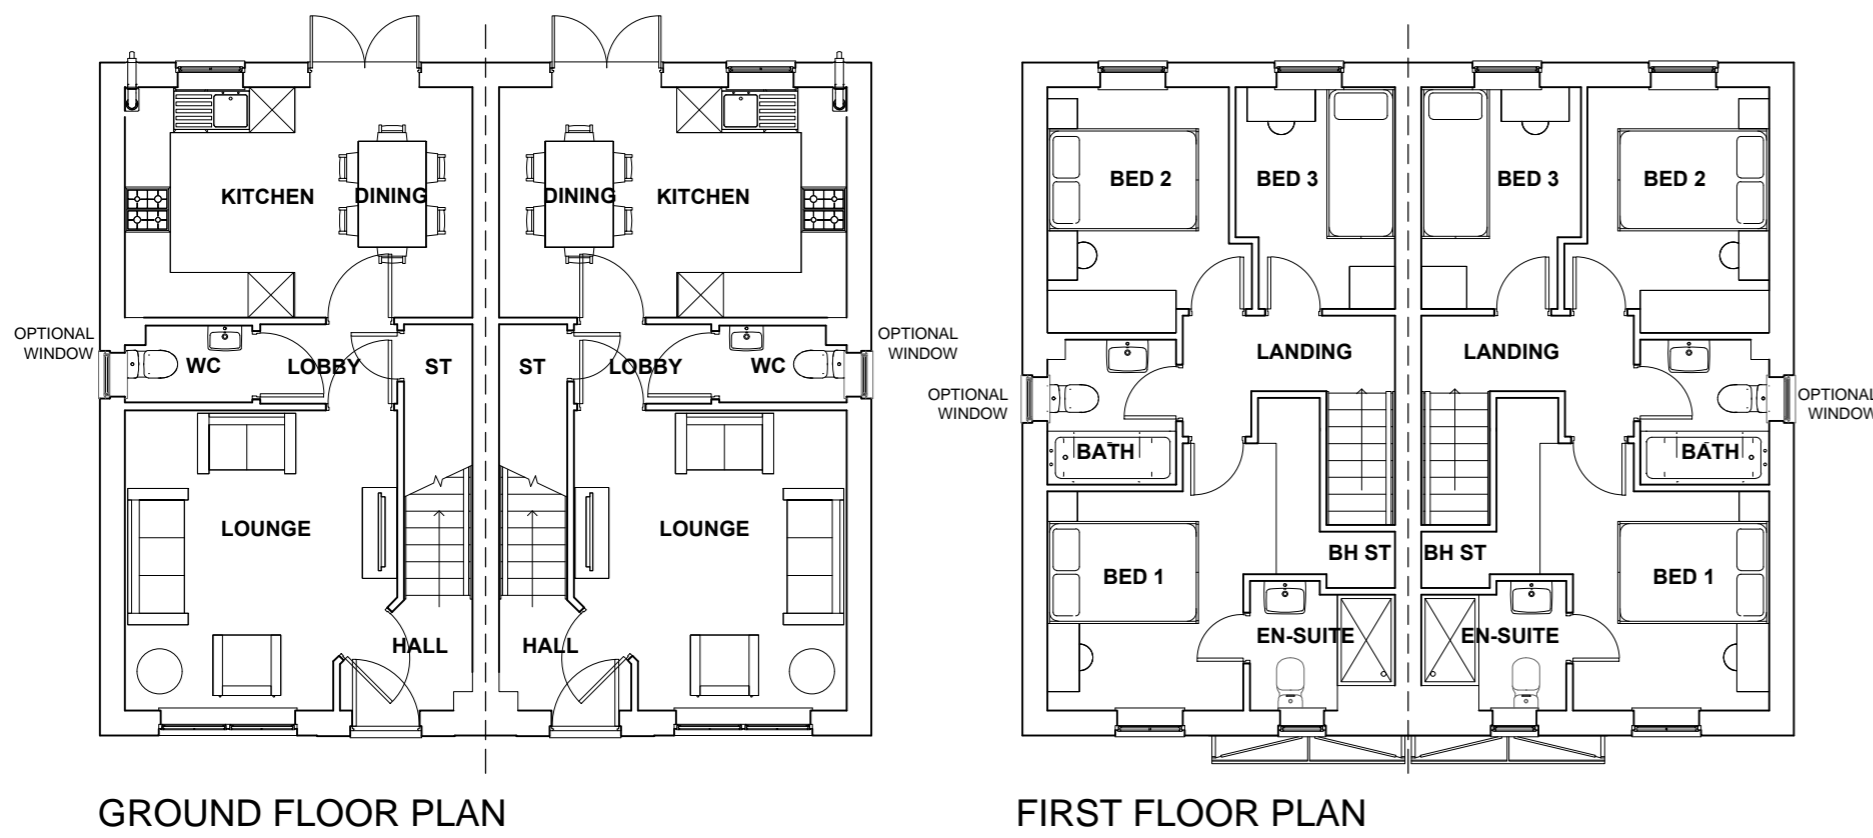 KITCHEN
DINING
DINING
KITCHEN
OPTIONAL
WINDOW
WC
LOBBY
ST
ST
LOBBY
WC
OPTIONAL
WINDOW
LOUNGE
LOUNGE
HALL
HALL
GROUND FLOOR PLAN
BED 2
BED 3
BED 3
BED 2
LANDING
LANDING
OPTIONAL
WINDOW
OPTIONAL
WINDOW
BATH
BATH
BH ST
BH ST
BED 1
BED 1
EN-SUITE
EN-SUITE
FIRST FLOOR PLAN